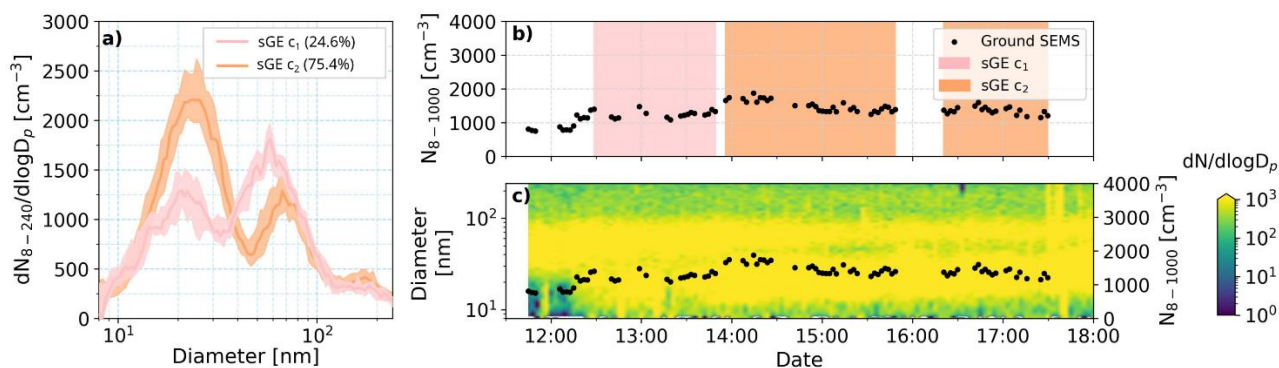 a)
sGE c₁ (24.6%)
sGE c₂ (75.4%)
3000
2500
2000
1500
1000
500
0
dN₈₋₂₄₀/dlogDₚ [cm⁻³]
10¹
10²
Diameter [nm]
b)
4000
3000
2000
1000
0
N₈₋₁₀₀₀ [cm⁻³]
Ground SEMS
sGE c₁
sGE c₂
c)
10²
10¹
Diameter
[nm]
4000
3000
2000
1000
0
N₈₋₁₀₀₀ [cm⁻³]
12:00 13:00 14:00 15:00 16:00 17:00 18:00
Date
dN/dlogDₚ
10³
10²
10¹
10⁰